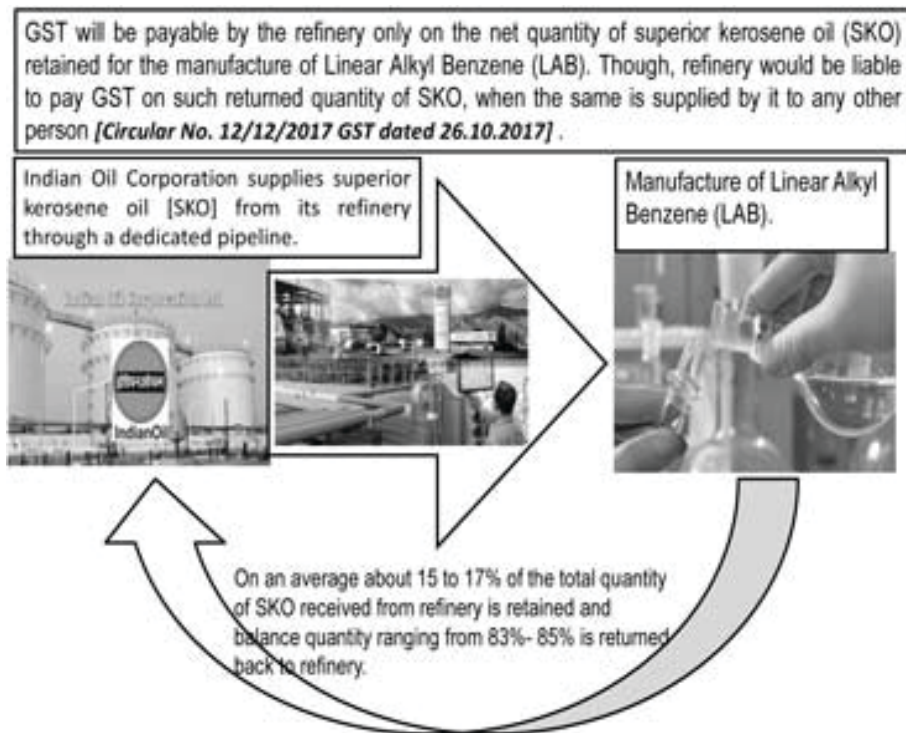 GST will be payable by the refinery only on the net quantity of superior kerosene oil (SKO)
retained for the manufacture of Linear Alkyl Benzene (LAB). Though, refinery would be liable
to pay GST on such returned quantity of SKO, when the same is supplied by it to any other
person [Circular No. 12/12/2017 GST dated 26.10.2017] .
Indian Oil Corporation supplies superior
kerosene oil [SKO] from its refinery
through a dedicated pipeline.
Manufacture of Linear Alkyl
Benzene (LAB).
Indian Oil Corporation Ltd.
IndianOil
On an average about 15 to 17% of the total quantity
of SKO received from refinery is retained and
balance quantity ranging from 83%- 85% is returned
back to refinery.